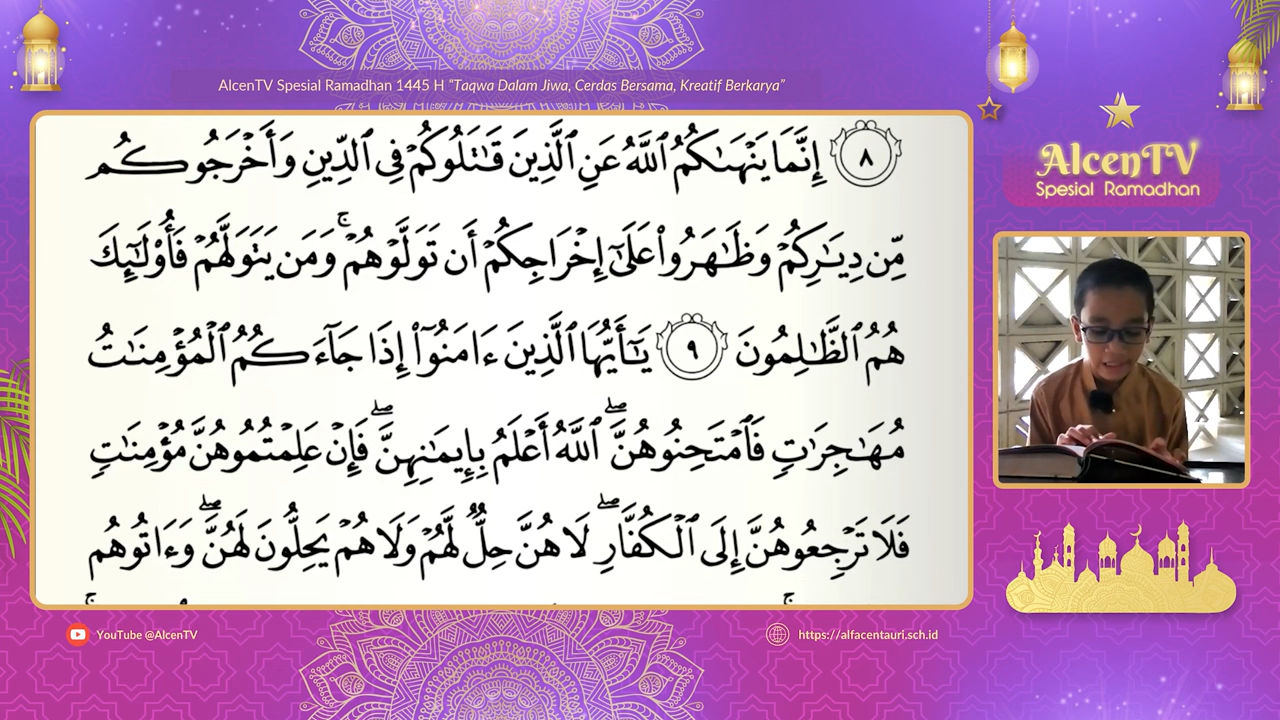 AlcenTV Spesial Ramadhan 1445 H "Taqwa Dalam Jiwa, Cerdas Bersama, Kreatif Berkarya"
٨ إِنَّمَا يَنْهَىٰكُمُ ٱللَّهُ عَنِ ٱلَّذِينَ قَٰتَلُوكُمْ فِى ٱلدِّينِ وَأَخْرَجُوكُم
مِّن دِيَٰرِكُمْ وَظَٰهَرُوا۟ عَلَىٰٓ إِخْرَاجِكُمْ أَن تَوَلَّوْهُمْ ۚ وَمَن يَتَوَلَّهُمْ فَأُو۟لَٰٓئِكَ
هُمُ ٱلظَّٰلِمُونَ ٩ يَٰٓأَيُّهَا ٱلَّذِينَ ءَامَنُوٓا۟ إِذَا جَآءَكُمُ ٱلْمُؤْمِنَٰتُ
مُهَٰجِرَٰتٍ فَٱمْتَحِنُوهُنَّ ۖ ٱللَّهُ أَعْلَمُ بِإِيمَٰنِهِنَّ ۖ فَإِنْ عَلِمْتُمُوهُنَّ مُؤْمِنَٰتٍ
فَلَا تَرْجِعُوهُنَّ إِلَى ٱلْكُفَّارِ ۖ لَا هُنَّ حِلٌّ لَّهُمْ وَلَا هُمْ يَحِلُّونَ لَهُنَّ ۖ وَءَاتُوهُم
AlcenTV
Spesial Ramadhan
YouTube @AlcenTV
https://alfacentauri.sch.id